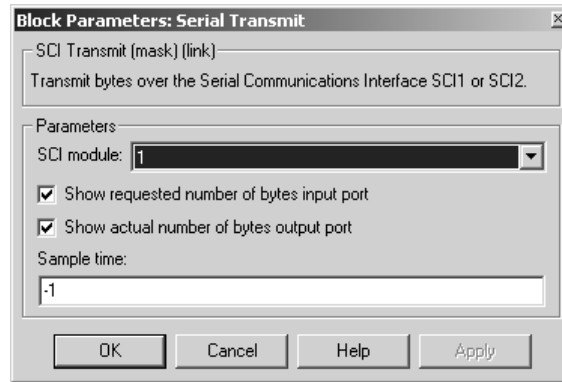 Block Parameters: Serial Transmit
SCI Transmit (mask) (link)
Transmit bytes over the Serial Communications Interface SCI1 or SCI2.
Parameters
SCI module: 1
Show requested number of bytes input port
Show actual number of bytes output port
Sample time:
-1
OK Cancel Help Apply